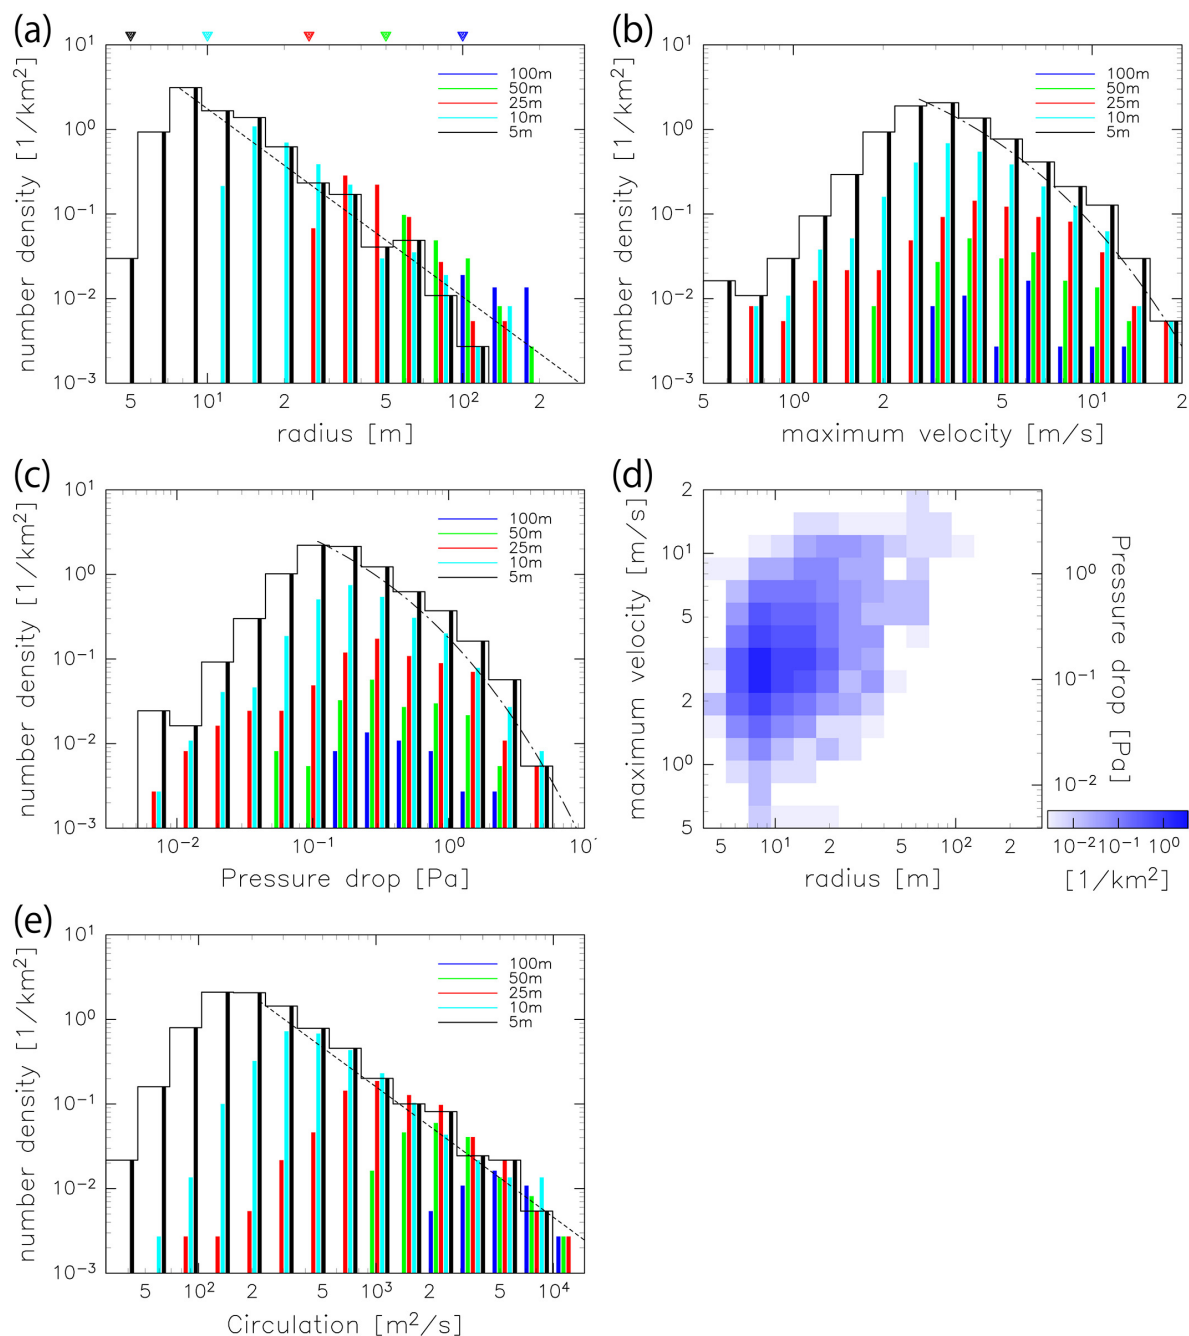 (a)
10^1
10^0
10^-1
10^-2
10^-3
number density [1/km^2]
100m
50m
25m
10m
5m
5 10^1 2 5 10^2 2
radius [m]
(b)
10^1
10^0
10^-1
10^-2
10^-3
number density [1/km^2]
100m
50m
25m
10m
5m
5 10^0 2 5 10^1 2
maximum velocity [m/s]
(c)
10^1
10^0
10^-1
10^-2
10^-3
number density [1/km^2]
100m
50m
25m
10m
5m
10^-2 10^-1 10^0 10^1
Pressure drop [Pa]
(d)
2
10^1
5
2
10^0
5
maximum velocity [m/s]
10^0
10^-1
10^-2
Pressure drop [Pa]
5 10^1 2 5 10^2 2
radius [m]
10^-2 10^-1 10^0
[1/km^2]
(e)
10^1
10^0
10^-1
10^-2
10^-3
number density [1/km^2]
100m
50m
25m
10m
5m
5 10^2 2 5 10^3 2 5 10^4
Circulation [m^2/s]